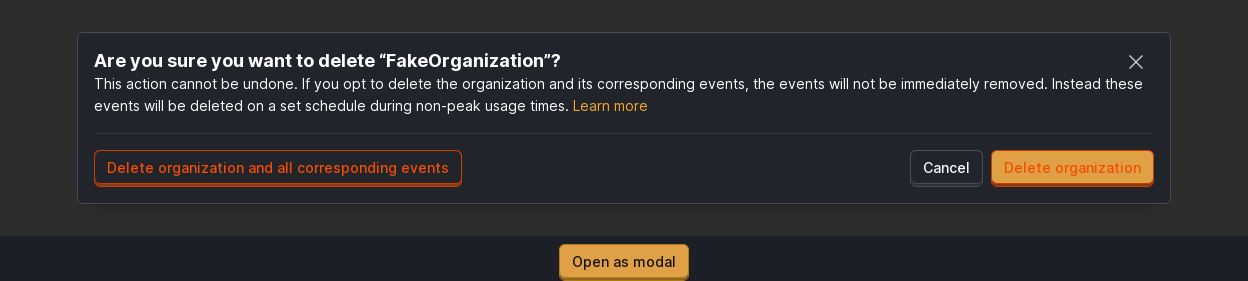 Are you sure you want to delete “FakeOrganization”?
This action cannot be undone. If you opt to delete the organization and its corresponding events, the events will not be immediately removed. Instead these
events will be deleted on a set schedule during non-peak usage times. Learn more
Delete organization and all corresponding events
Cancel
Delete organization
Open as modal